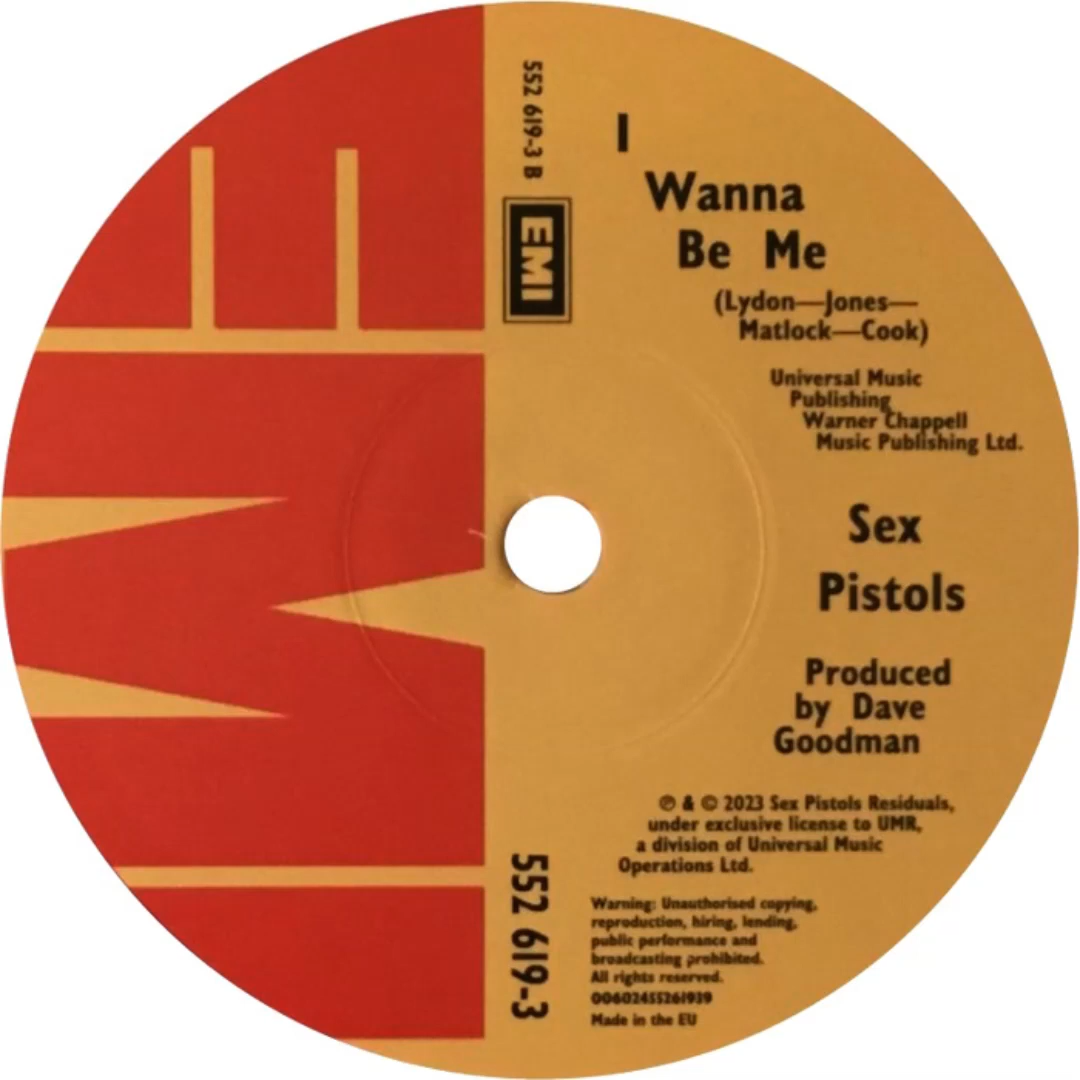 552 619-3 B
EMI
I
Wanna
Be Me
(Lydon—Jones—
Matlock—Cook)
Universal Music
Publishing
Warner Chappell
Music Publishing Ltd.
Sex
Pistols
Produced
by Dave
Goodman
℗ & © 2023 Sex Pistols Residuals,
under exclusive license to UMR,
a division of Universal Music
Operations Ltd.
552 619-3
Warning: Unauthorised copying,
reproduction, hiring, lending,
public performance and
broadcasting prohibited.
All rights reserved.
00602455261939
Made in the EU
EMI